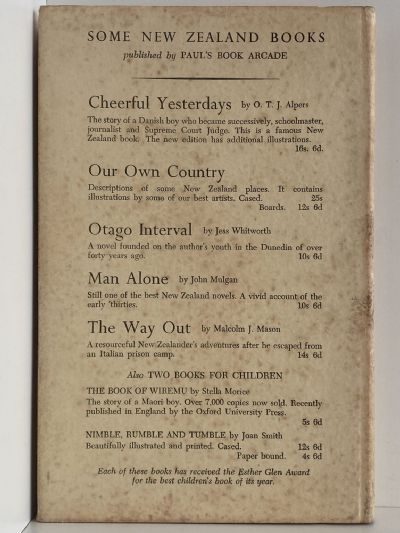 SOME NEW ZEALAND BOOKS
published by PAUL'S BOOK ARCADE
Cheerful Yesterdays by O. T. J. Alpers
The story of a Danish boy who became successively, schoolmaster,
journalist and Supreme Court Judge. This is a famous New
Zealand book. The new edition has additional illustrations.
16s. 6d.
Our Own Country
Descriptions of some New Zealand places. It contains
illustrations by some of our best artists. Cased. 25s
Boards. 12s 6d
Otago Interval by Jess Whitworth
A novel founded on the author's youth in the Dunedin of over
forty years ago. 10s 6d
Man Alone by John Mulgan
Still one of the best New Zealand novels. A vivid account of the
early 'thirties. 10s 6d
The Way Out by Malcolm J. Mason
A resourceful New Zealander's adventures after he escaped from
an Italian prison camp. 14s 6d
Also TWO BOOKS FOR CHILDREN
THE BOOK OF WIREMU by Stella Morice
The story of a Maori boy. Over 7,000 copies now sold. Recently
published in England by the Oxford University Press.
5s 6d
NIMBLE, RUMBLE AND TUMBLE by Joan Smith
Beautifully illustrated and printed. Cased. 12s 6d
Paper bound. 4s 6d
Each of these books has received the Esther Glen Award
for the best children's book of its year.